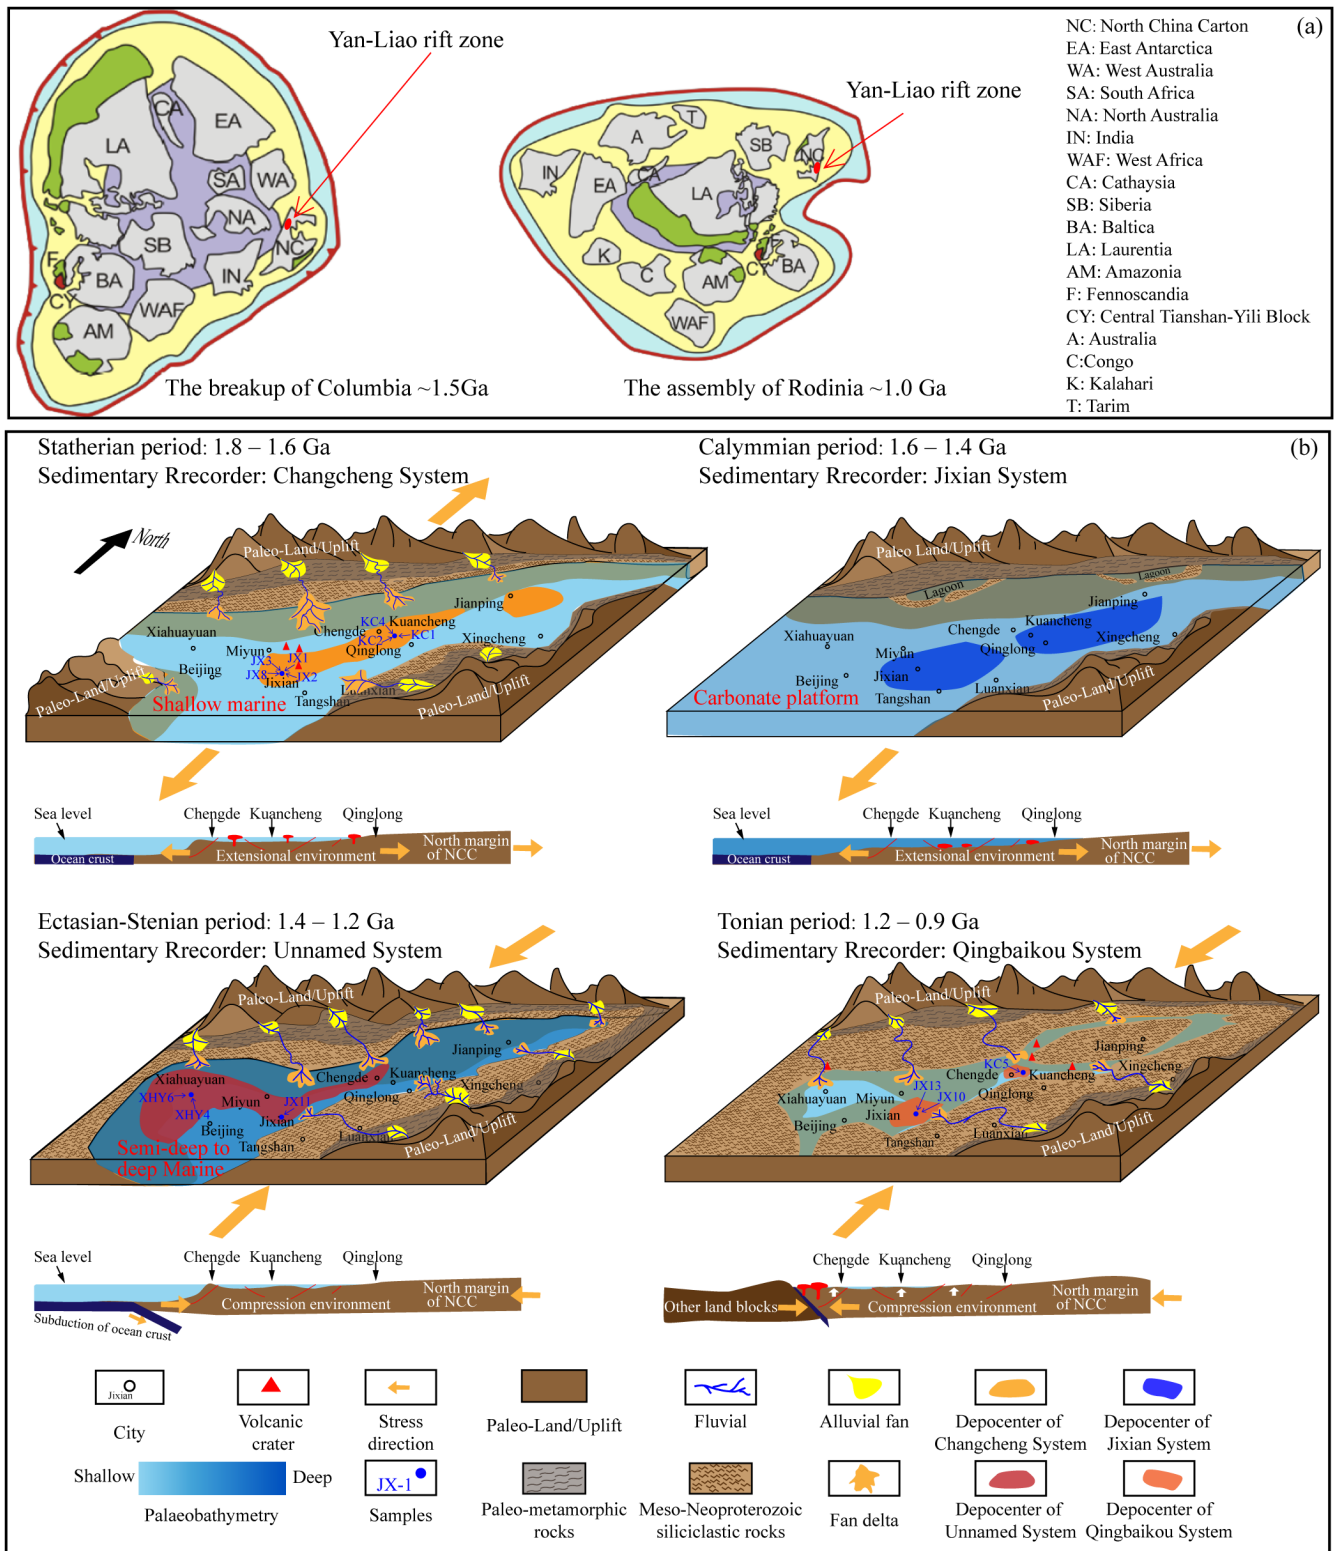 (a)
Yan-Liao rift zone
CA
EA
LA
SA
WA
NA
SB
NC
IN
F
BA
CY
WAF
AM
The breakup of Columbia ~1.5Ga
Yan-Liao rift zone
T
A
SB
NC
IN
EA
CA
LA
K
C
AM
CY
BA
WAF
The assembly of Rodinia ~1.0 Ga
NC: North China Carton
EA: East Antarctica
WA: West Australia
SA: South Africa
NA: North Australia
IN: India
WAF: West Africa
CA: Cathaysia
SB: Siberia
BA: Baltica
LA: Laurentia
AM: Amazonia
F: Fennoscandia
CY: Central Tianshan-Yili Block
A: Australia
C:Congo
K: Kalahari
T: Tarim
(b)
Statherian period: 1.8 – 1.6 Ga
Sedimentary Rrecorder: Changcheng System
North
Paleo-Land/Uplift
Jianping
KC4
Kuancheng
Xiahuayuan
Chengde
KC2
KC1
Xingcheng
Miyun
Qinglong
JX3
JX1
Beijing
JX8
JX2
Jixian
Luanxian
Paleo-Land/Uplift
Shallow marine
Tangshan
Paleo-Land/Uplift
Sea level
Chengde
Kuancheng
Qinglong
North margin
of NCC
Ocean crust
Extensional environment
Calymmian period: 1.6 – 1.4 Ga
Sedimentary Rrecorder: Jixian System
Paleo Land/Uplift
Lagoon
Lagoon
Jianping
Kuancheng
Xiahuayuan
Chengde
Xingcheng
Miyun
Qinglong
Beijing
Jixian
Luanxian
Carbonate platform
Tangshan
Paleo-Land/Uplift
Sea level
Chengde
Kuancheng
Qinglong
North margin
of NCC
Ocean crust
Extensional environment
Ectasian-Stenian period: 1.4 – 1.2 Ga
Sedimentary Rrecorder: Unnamed System
Paleo-Land/Uplift
Jianping
Xiahuayuan
Chengde
Kuancheng
Xingcheng
XHY6
Miyun
JX11
Qinglong
XHY4
Jixian
Beijing
Luanxian
Semi-deep to
deep Marine
Tangshan
Paleo-Land/Uplift
Sea level
Chengde
Kuancheng
Qinglong
North margin
of NCC
Compression environment
Subduction of ocean crust
Tonian period: 1.2 – 0.9 Ga
Sedimentary Rrecorder: Qingbaikou System
Paleo-Land/Uplift
Jianping
KC5
Xingcheng
Chengde
Kuancheng
JX13
Xiahuayuan
Miyun
JX10
Qinglong
Jixian
Beijing
Luanxian
Tangshan
Paleo-Land/Uplift
Chengde
Kuancheng
Qinglong
Other land blocks
Compression environment
North margin
of NCC
Jixian
City
Volcanic
crater
Stress
direction
Paleo-Land/Uplift
Fluvial
Alluvial fan
Depocenter of
Changcheng System
Depocenter of
Jixian System
Shallow
Deep
Palaeobathymetry
JX-1
Samples
Paleo-metamorphic
rocks
Meso-Neoproterozoic
siliciclastic rocks
Fan delta
Depocenter of
Unnamed System
Depocenter of
Qingbaikou System